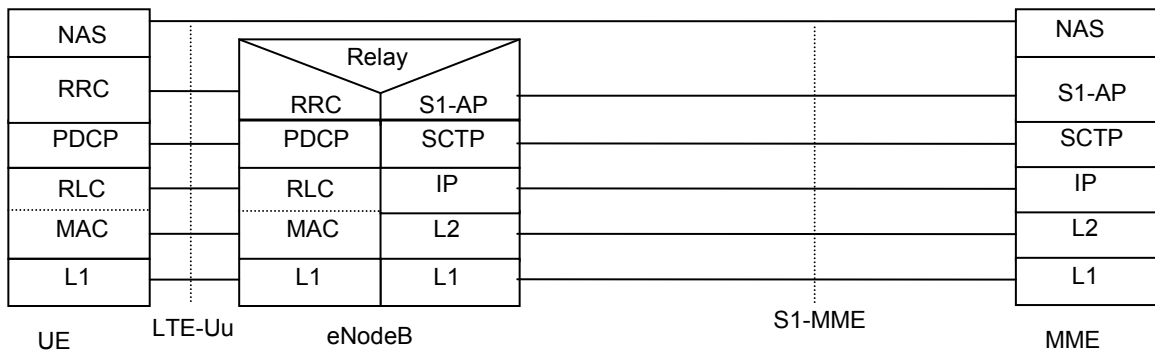 NAS
RRC
PDCP
RLC
MAC
L1
UE
LTE-Uu
Relay
RRC S1-AP
PDCP SCTP
RLC IP
MAC L2
L1 L1
eNodeB
S1-MME
NAS
S1-AP
SCTP
IP
L2
L1
MME